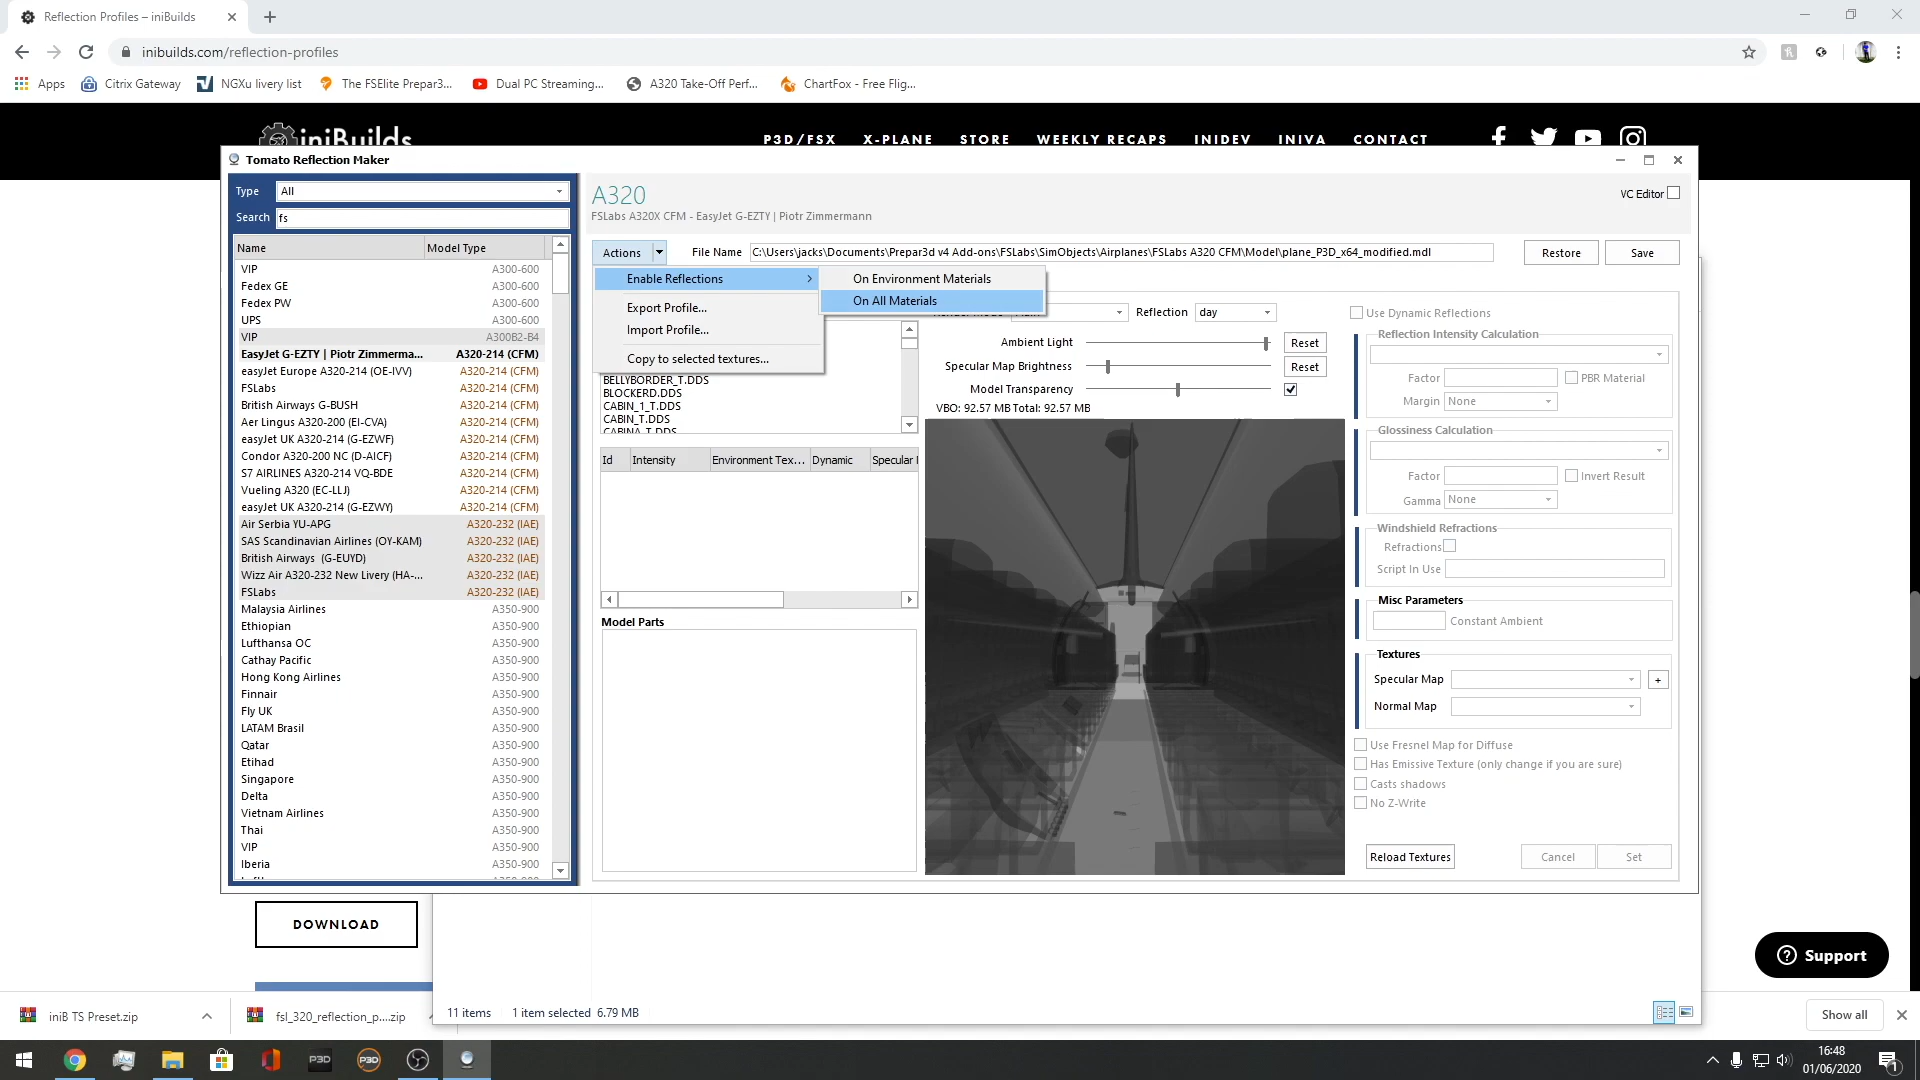 Reflection Profiles – iniBuilds
inibuilds.com/reflection-profiles
Apps
Citrix Gateway
NGXu livery list
The FSElite Prepar3...
Dual PC Streaming...
A320 Take-Off Perf...
ChartFox - Free Flig...
iniBuilds
P3D/FSX
X-PLANE
STORE
WEEKLY RECAPS
INIDEV
INIVA
CONTACT
Tomato Reflection Maker
Type
All
Search
fs
Name
Model Type
VIP A300-600
Fedex GE A300-600
Fedex PW A300-600
UPS A300-600
VIP A300B2-B4
EasyJet G-EZTY | Piotr Zimmerma... A320-214 (CFM)
easyJet Europe A320-214 (OE-IVV) A320-214 (CFM)
FSLabs A320-214 (CFM)
British Airways G-BUSH A320-214 (CFM)
Aer Lingus A320-200 (EI-CVA) A320-214 (CFM)
easyJet UK A320-214 (G-EZWF) A320-214 (CFM)
Condor A320-200 NC (D-AICF) A320-214 (CFM)
S7 AIRLINES A320-214 VQ-BDE A320-214 (CFM)
Vueling A320 (EC-LLJ) A320-214 (CFM)
easyJet UK A320-214 (G-EZWY) A320-214 (CFM)
Air Serbia YU-APG A320-232 (IAE)
SAS Scandinavian Airlines (OY-KAM) A320-232 (IAE)
British Airways (G-EUYD) A320-232 (IAE)
Wizz Air A320-232 New Livery (HA-... A320-232 (IAE)
FSLabs A320-232 (IAE)
Malaysia Airlines A350-900
Ethiopian A350-900
Lufthansa OC A350-900
Cathay Pacific A350-900
Hong Kong Airlines A350-900
Finnair A350-900
Fly UK A350-900
LATAM Brasil A350-900
Qatar A350-900
Etihad A350-900
Singapore A350-900
Delta A350-900
Vietnam Airlines A350-900
Thai A350-900
VIP A350-900
Iberia A350-900
A320
FSLabs A320X CFM - EasyJet G-EZTY | Piotr Zimmermann
VC Editor
Actions
File Name
C:\Users\jacks\Documents\Prepar3d v4 Add-ons\FSLabs\SimObjects\Airplanes\FSLabs A320 CFM\Model\plane_P3D_x64_modified.mdl
Restore
Save
Enable Reflections
On Environment Materials
On All Materials
Export Profile...
Import Profile...
Copy to selected textures...
Reflection
day
Ambient Light
Reset
Specular Map Brightness
Reset
Model Transparency
VBO: 92.57 MB Total: 92.57 MB
BELLYBORDER_T.DDS
BLOCKERD.DDS
CABIN_1_T.DDS
CABIN_T.DDS
CABINA_T.DDS
Id
Intensity
Environment Tex...
Dynamic
Model Parts
Use Dynamic Reflections
Reflection Intensity Calculation
Factor
PBR Material
Margin
None
Glossiness Calculation
Factor
Invert Result
Gamma
None
Windshield Refractions
Refractions
Script In Use
Misc Parameters
Constant Ambient
Textures
Specular Map
+
Normal Map
Use Fresnel Map for Diffuse
Has Emissive Texture (only change if you are sure)
Casts shadows
No Z-Write
Reload Textures
Cancel
Set
DOWNLOAD
Support
11 items
1 item selected 6.79 MB
iniB TS Preset.zip
fsl_320_reflection_p....zip
Show all
P3D
P3D
16:48
01/06/2020
1